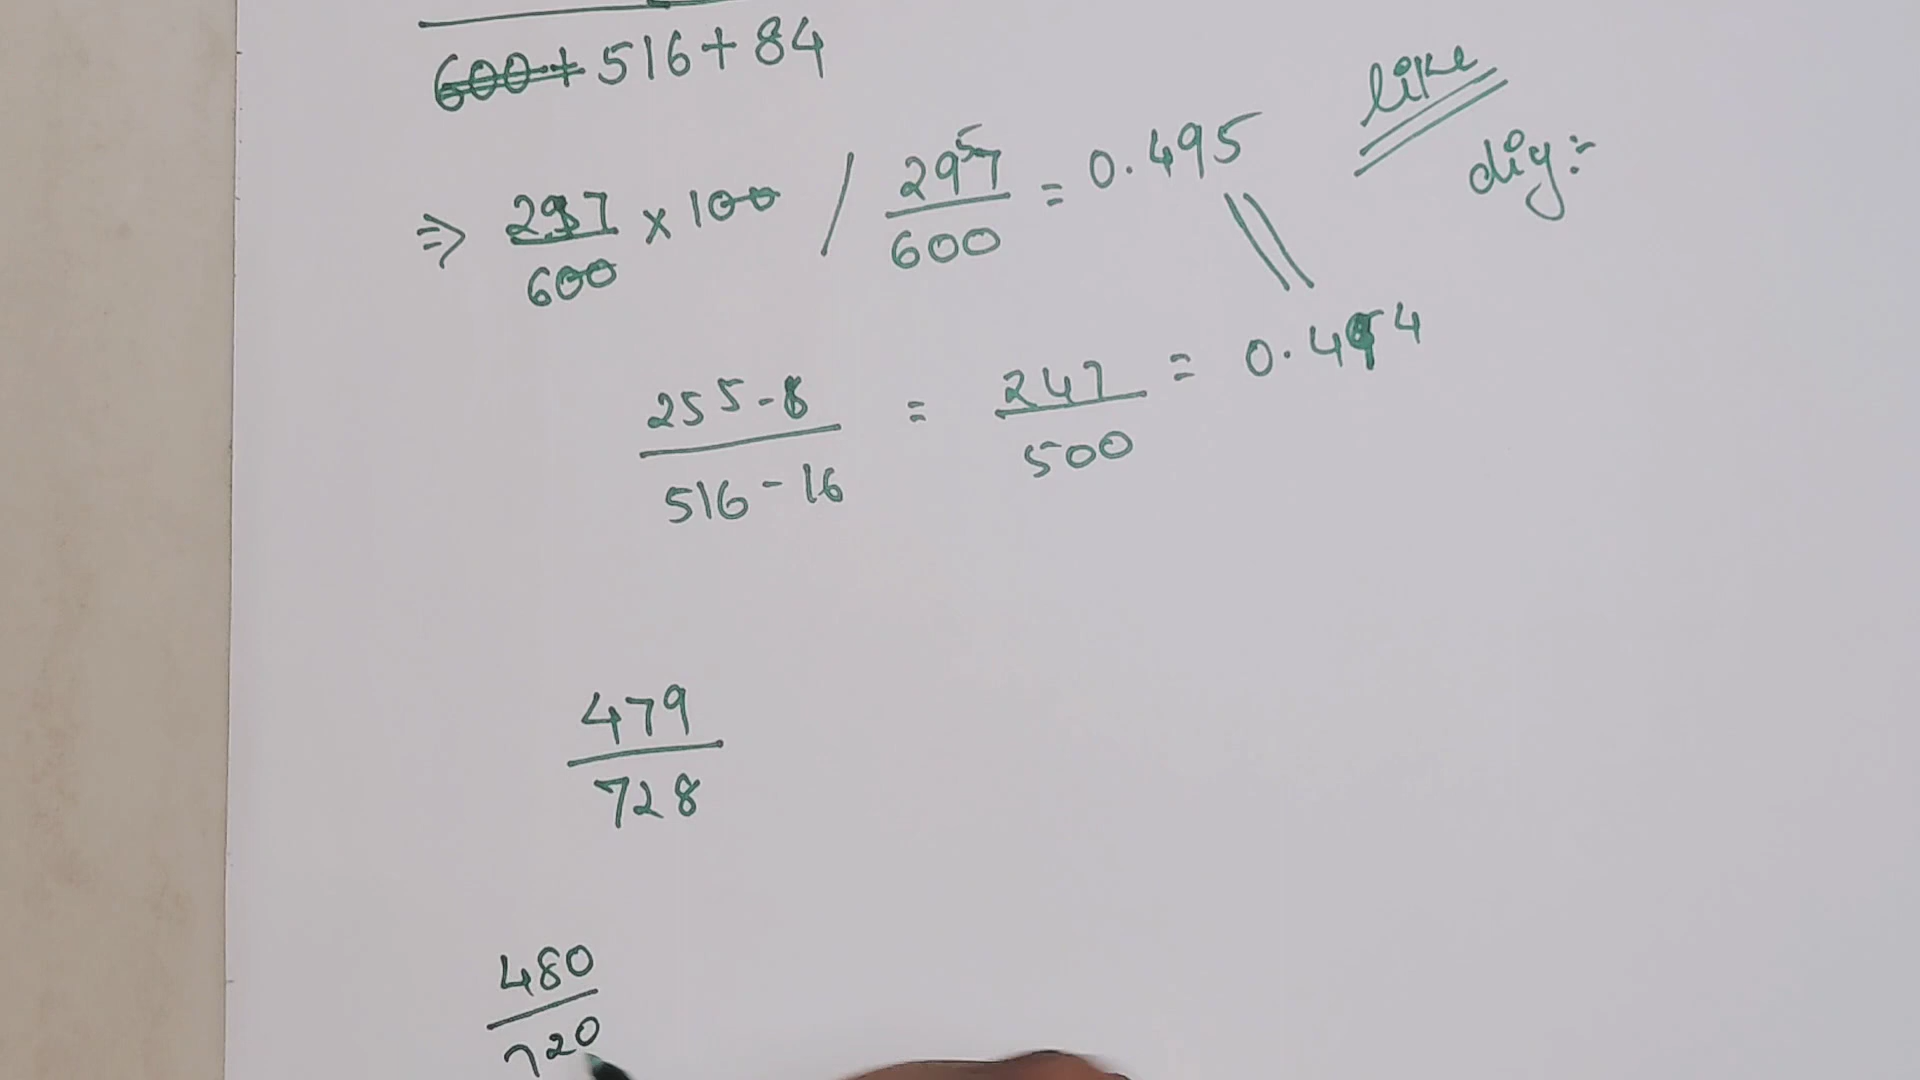 600+ 516+84
like
dig:-
⇒ 297/600 x 100 / 297/600 = 0.495
255-8/516-16 = 247/500 = 0.494
479
728
480
720